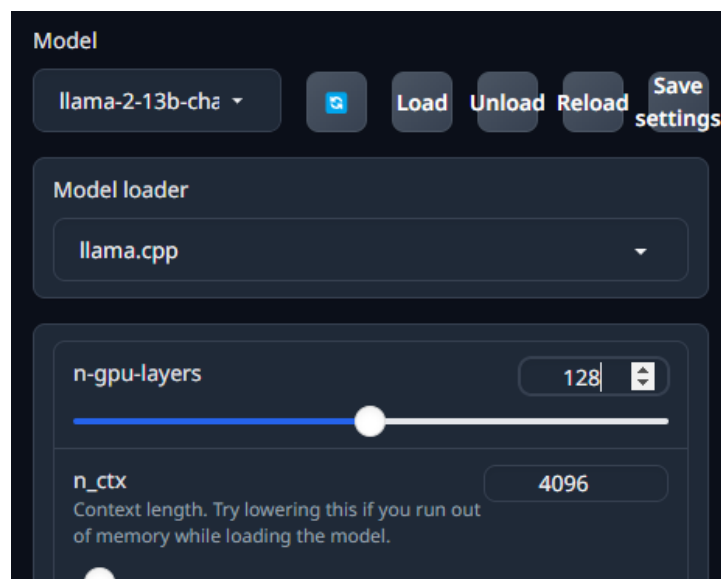 Model
llama-2-13b-cha
Load
Unload
Reload
Save
settings
Model loader
llama.cpp
n-gpu-layers
128
n_ctx
4096
Context length. Try lowering this if you run out
of memory while loading the model.